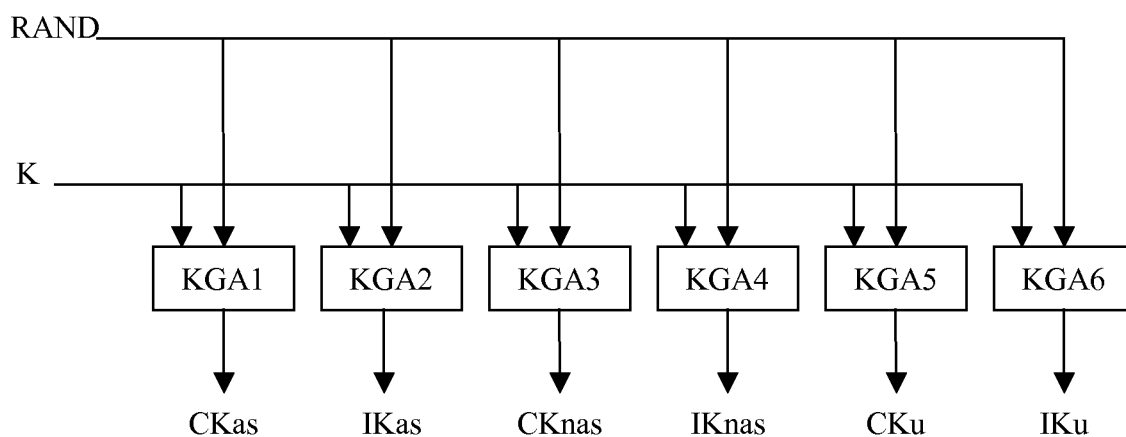 RAND
K
KGA1 KGA2 KGA3 KGA4 KGA5 KGA6
CKas IKas CKnas IKnas CKu IKu